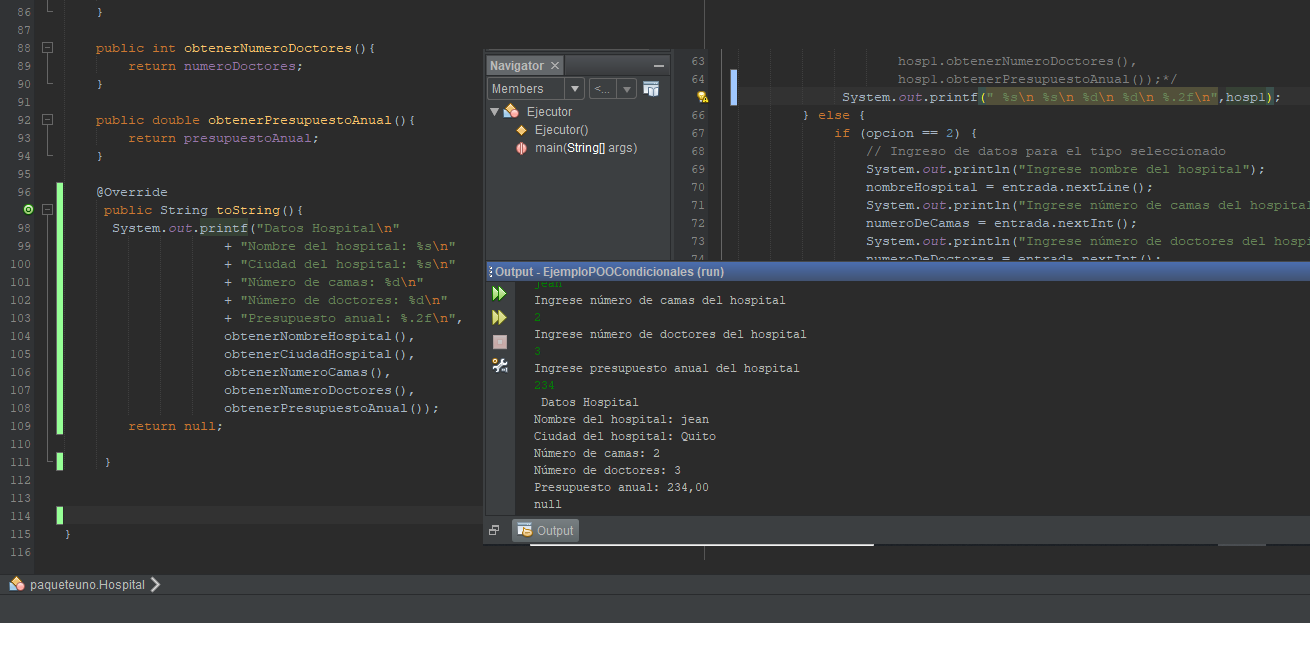 86 }
87
88 public int obtenerNumeroDoctores(){
89 return numeroDoctores;
90 }
91
92 public double obtenerPresupuestoAnual(){
93 return presupuestoAnual;
94 }
95
96 @Override
public String toString(){
98 System.out.printf("Datos Hospital\n"
99 + "Nombre del hospital: %s\n"
100 + "Ciudad del hospital: %s\n"
101 + "Número de camas: %d\n"
102 + "Número de doctores: %d\n"
103 + "Presupuesto anual: %.2f\n",
104 obtenerNombreHospital(),
105 obtenerCiudadHospital(),
106 obtenerNumeroCamas(),
107 obtenerNumeroDoctores(),
108 obtenerPresupuestoAnual());
109 return null;
110
111 }
112
113
114
115 }
116
Navigator
Members
<...
Ejecutor
Ejecutor()
main(String[] args)
63 hospl.obtenerNumeroDoctores(),
64 hospl.obtenerPresupuestoAnual());*/
System.out.printf(" %s\n %s\n %d\n %d\n %.2f\n",hospl);
66 } else {
67 if (opcion == 2) {
68 // Ingreso de datos para el tipo seleccionado
69 System.out.println("Ingrese nombre del hospital");
70 nombreHospital = entrada.nextLine();
71 System.out.println("Ingrese número de camas del hospital
72 numeroDeCamas = entrada.nextInt();
73 System.out.println("Ingrese número de doctores del hospi
74 numeroDeDoctores = entrada.nextInt();
Output - EjemploPOOCondicionales (run)
jean
Ingrese número de camas del hospital
2
Ingrese número de doctores del hospital
3
Ingrese presupuesto anual del hospital
234
Datos Hospital
Nombre del hospital: jean
Ciudad del hospital: Quito
Número de camas: 2
Número de doctores: 3
Presupuesto anual: 234,00
null
Output
paqueteuno.Hospital